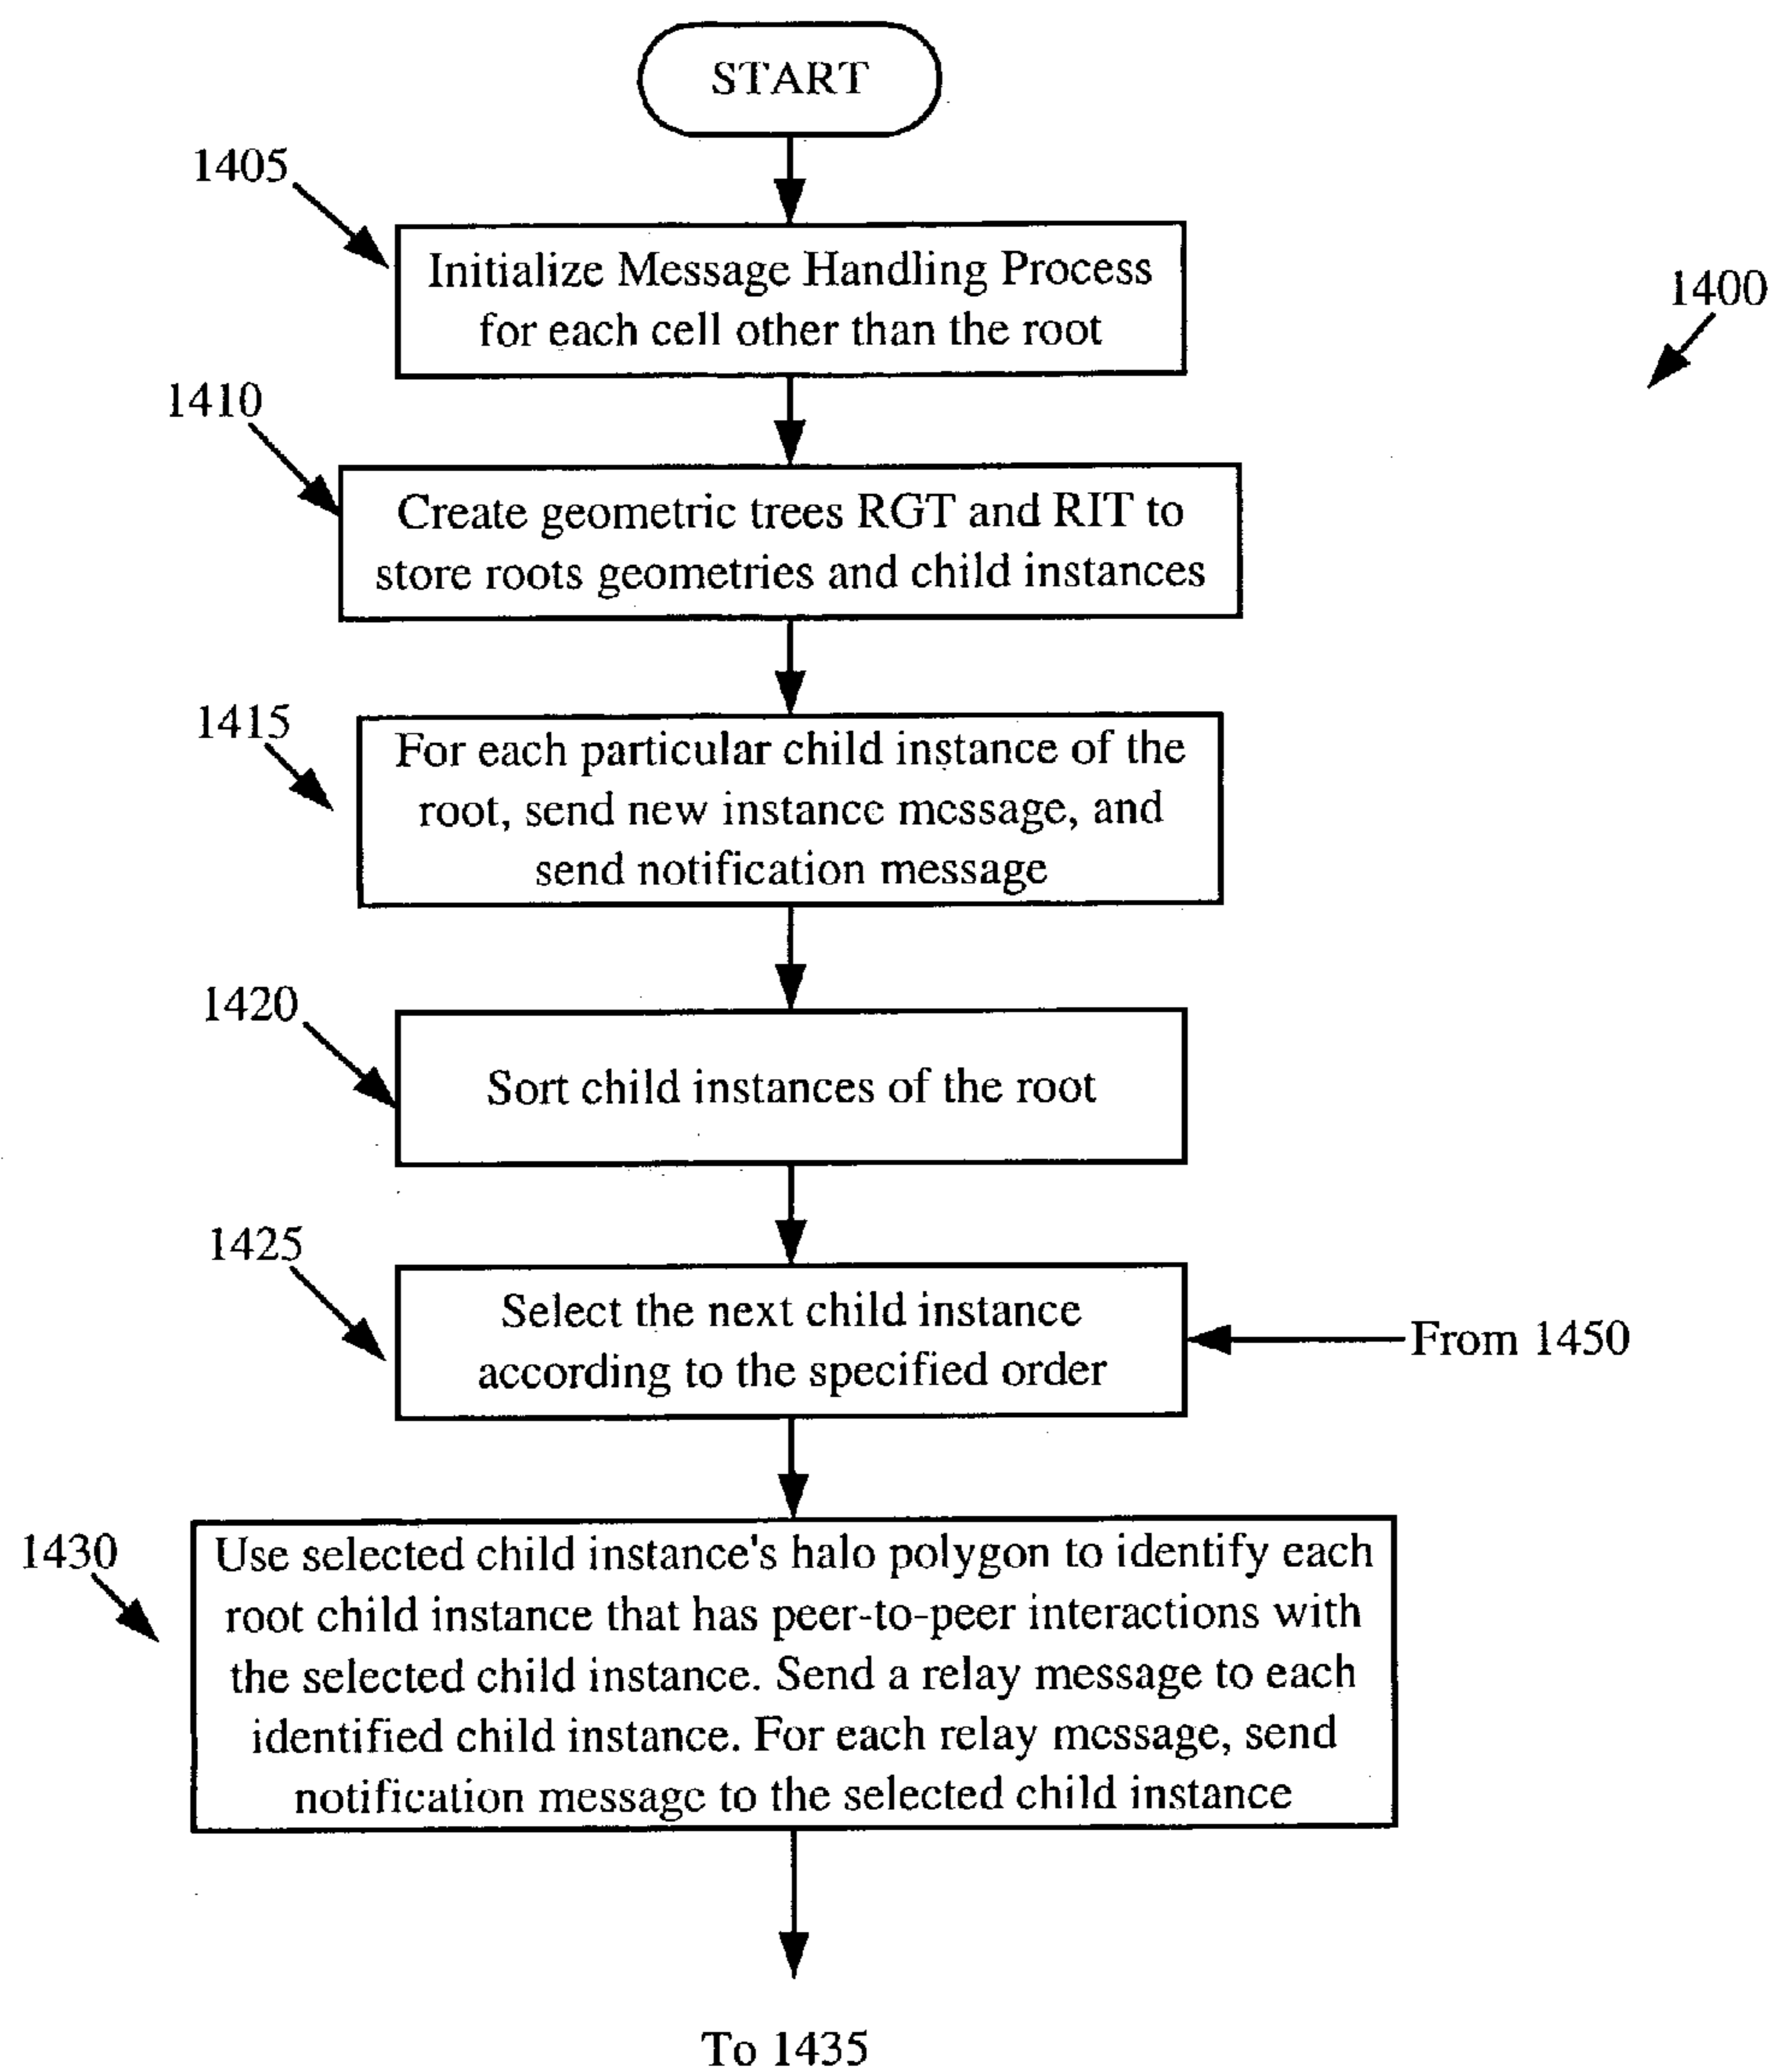 START
1405
Initialize Message Handling Process
for each cell other than the root
1400
1410
Create geometric trees RGT and RIT to
store roots geometries and child instances
1415
For each particular child instance of the
root, send new instance message, and
send notification message
1420
Sort child instances of the root
1425
Select the next child instance
according to the specified order
From 1450
1430
Use selected child instance's halo polygon to identify each
root child instance that has peer-to-peer interactions with
the selected child instance. Send a relay message to each
identified child instance. For each relay message, send
notification message to the selected child instance
To 1435